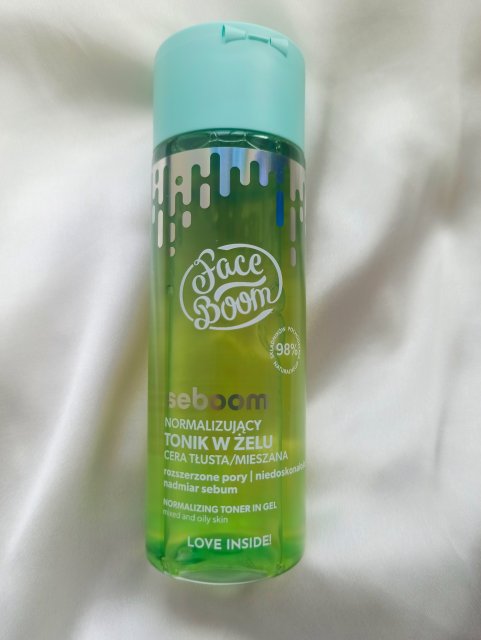 Face
Boom
SKŁADNIKÓW
98%
seboom
NORMALIZUJĄCY
TONIK W ŻELU
CERA TŁUSTA/MIESZANA
rozszerzone pory |
nadmiar sebum
NORMALIZING TONER IN GEL
mixed and oily skin
LOVE INSIDE!